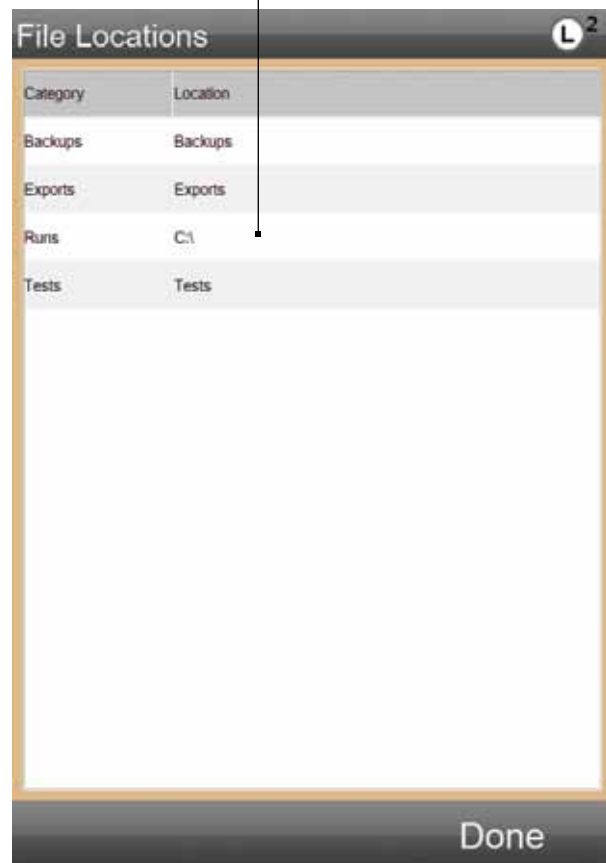 File Locations L²
Category Location
Backups Backups
Exports Exports
Runs C:\
Tests Tests
Done